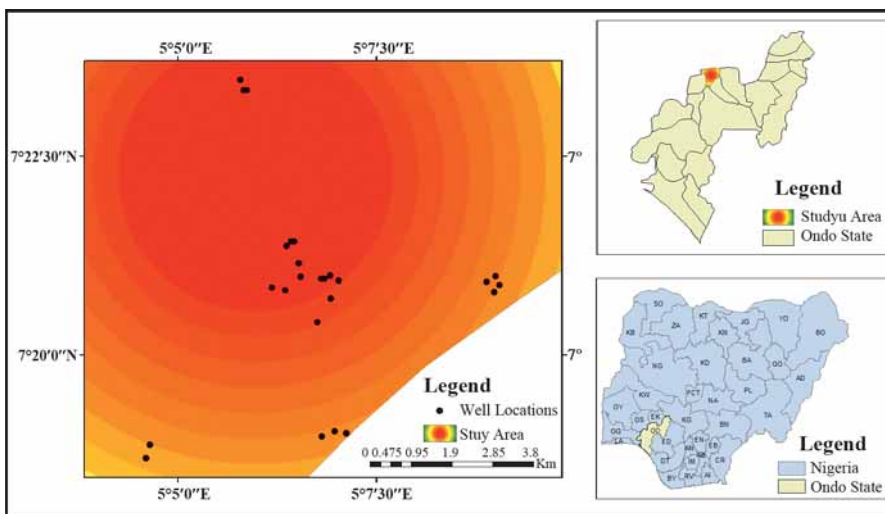 5°5'0"E 5°7'30"E
7°22'30"N
7°
7°20'0"N
7°
Legend
Well Locations
Stuy Area
0 0.475 0.95 1.9 2.85 3.8
Km
5°5'0"E 5°7'30"E
Legend
Studyu Area
Ondo State
SO
KT
YO
KB
ZA
KN
JG
BO
NG
KD
BA
GO
AD
FCT
PL
KW
NA
OY
TA
OS
EK
KG
BN
OG
OD
ED
EN
EB
LA
AN
CR
DT
IM
BY
RV
AI
Legend
Nigeria
Ondo State